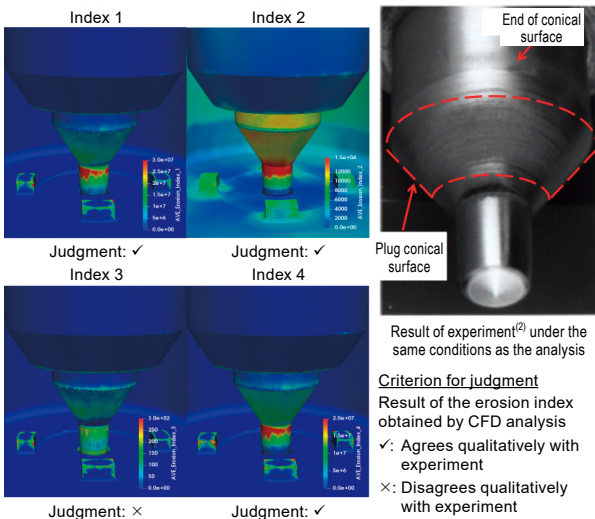 Index 1
3.0e+07
2.5e+7
2e+7
1.5e+7
1e+7
5e+6
0.0e+00
AVE_Erosion_Index_1
Judgment: ✓
Index 2
1.5e+04
12000
10000
8000
6000
4000
2000
0.0e+00
AVE_Erosion_Index_2
Judgment: ✓
End of conical
surface
Plug conical
surface
Result of experiment(2) under the
same conditions as the analysis
Index 3
3.0e+02
250
200
150
100
50
0.0e+00
AVE_Erosion_Index_3
Judgment: ×
Index 4
2.0e+07
1.5e+7
1e+7
5e+6
0.0e+00
AVE_Erosion_Index_4
Judgment: ✓
Criterion for judgment
Result of the erosion index
obtained by CFD analysis
✓: Agrees qualitatively with
experiment
×: Disagrees qualitatively
with experiment